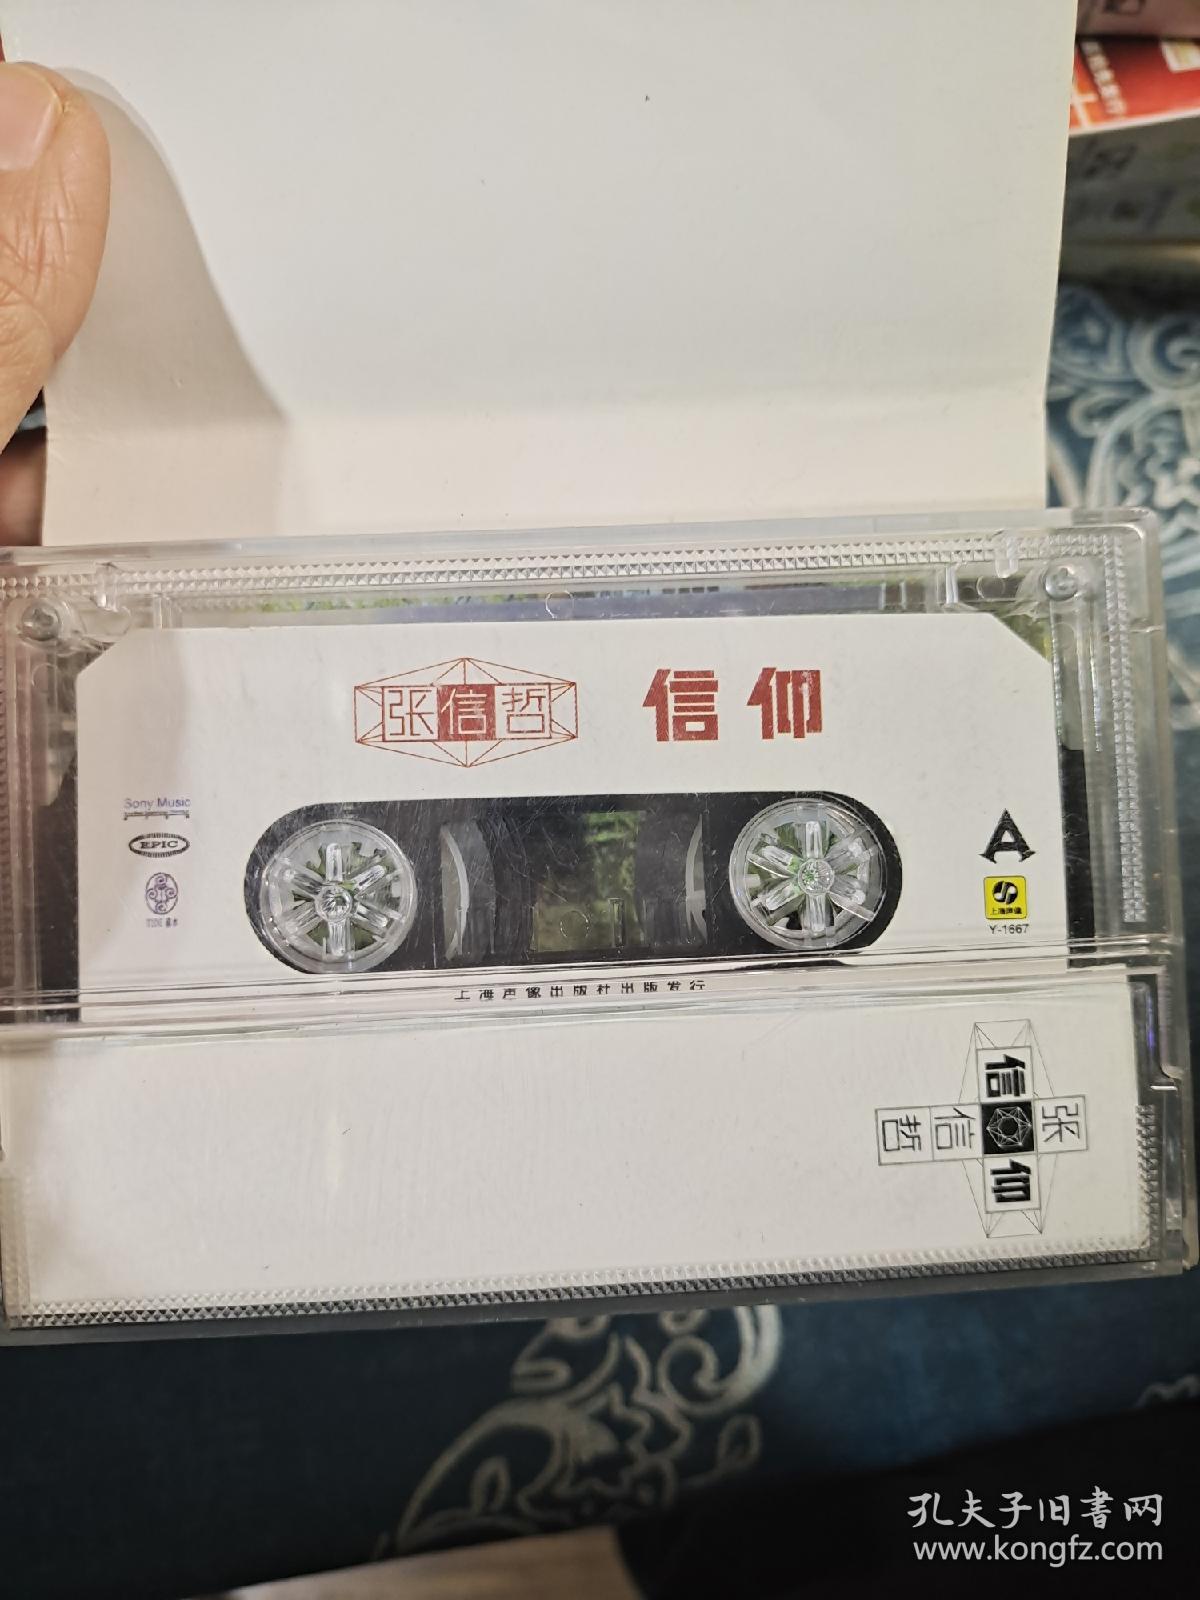 张信哲 信仰
Sony Music
EPIC
A
上海声像
Y-1667
上海声像出版社出版发行
信仰
张信哲
孔夫子旧書网
www.kongfz.com